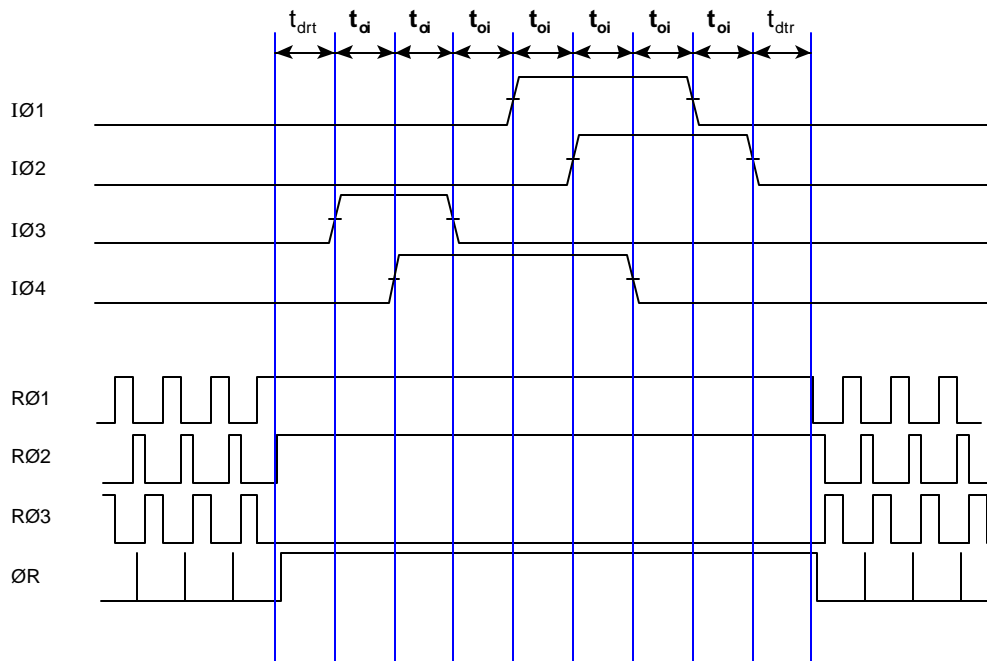 tdrt toi toi toi toi toi toi toi tdtr
IØ1
IØ2
IØ3
IØ4
RØ1
RØ2
RØ3
ØR